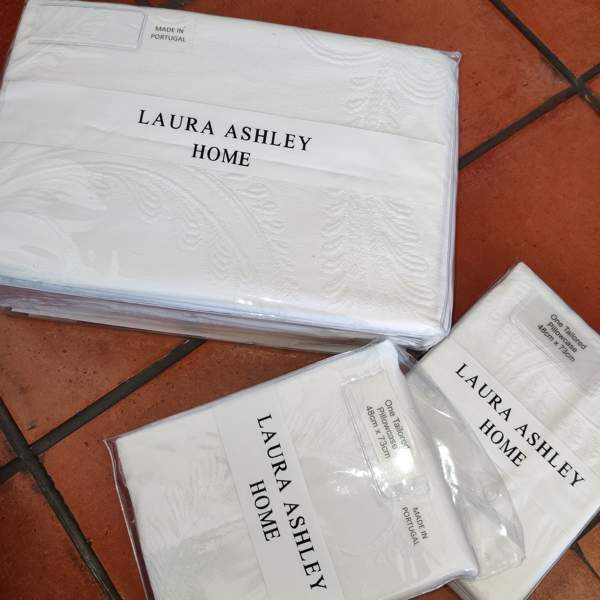 MADE IN
PORTUGAL
LAURA ASHLEY
HOME
One Tailored
Pillowcase
48cm x 73cm
LAURA ASHLEY
HOME
One Tailored
Pillowcase
48cm x 73cm
LAURA ASHLEY
HOME
MADE IN
PORTUGAL